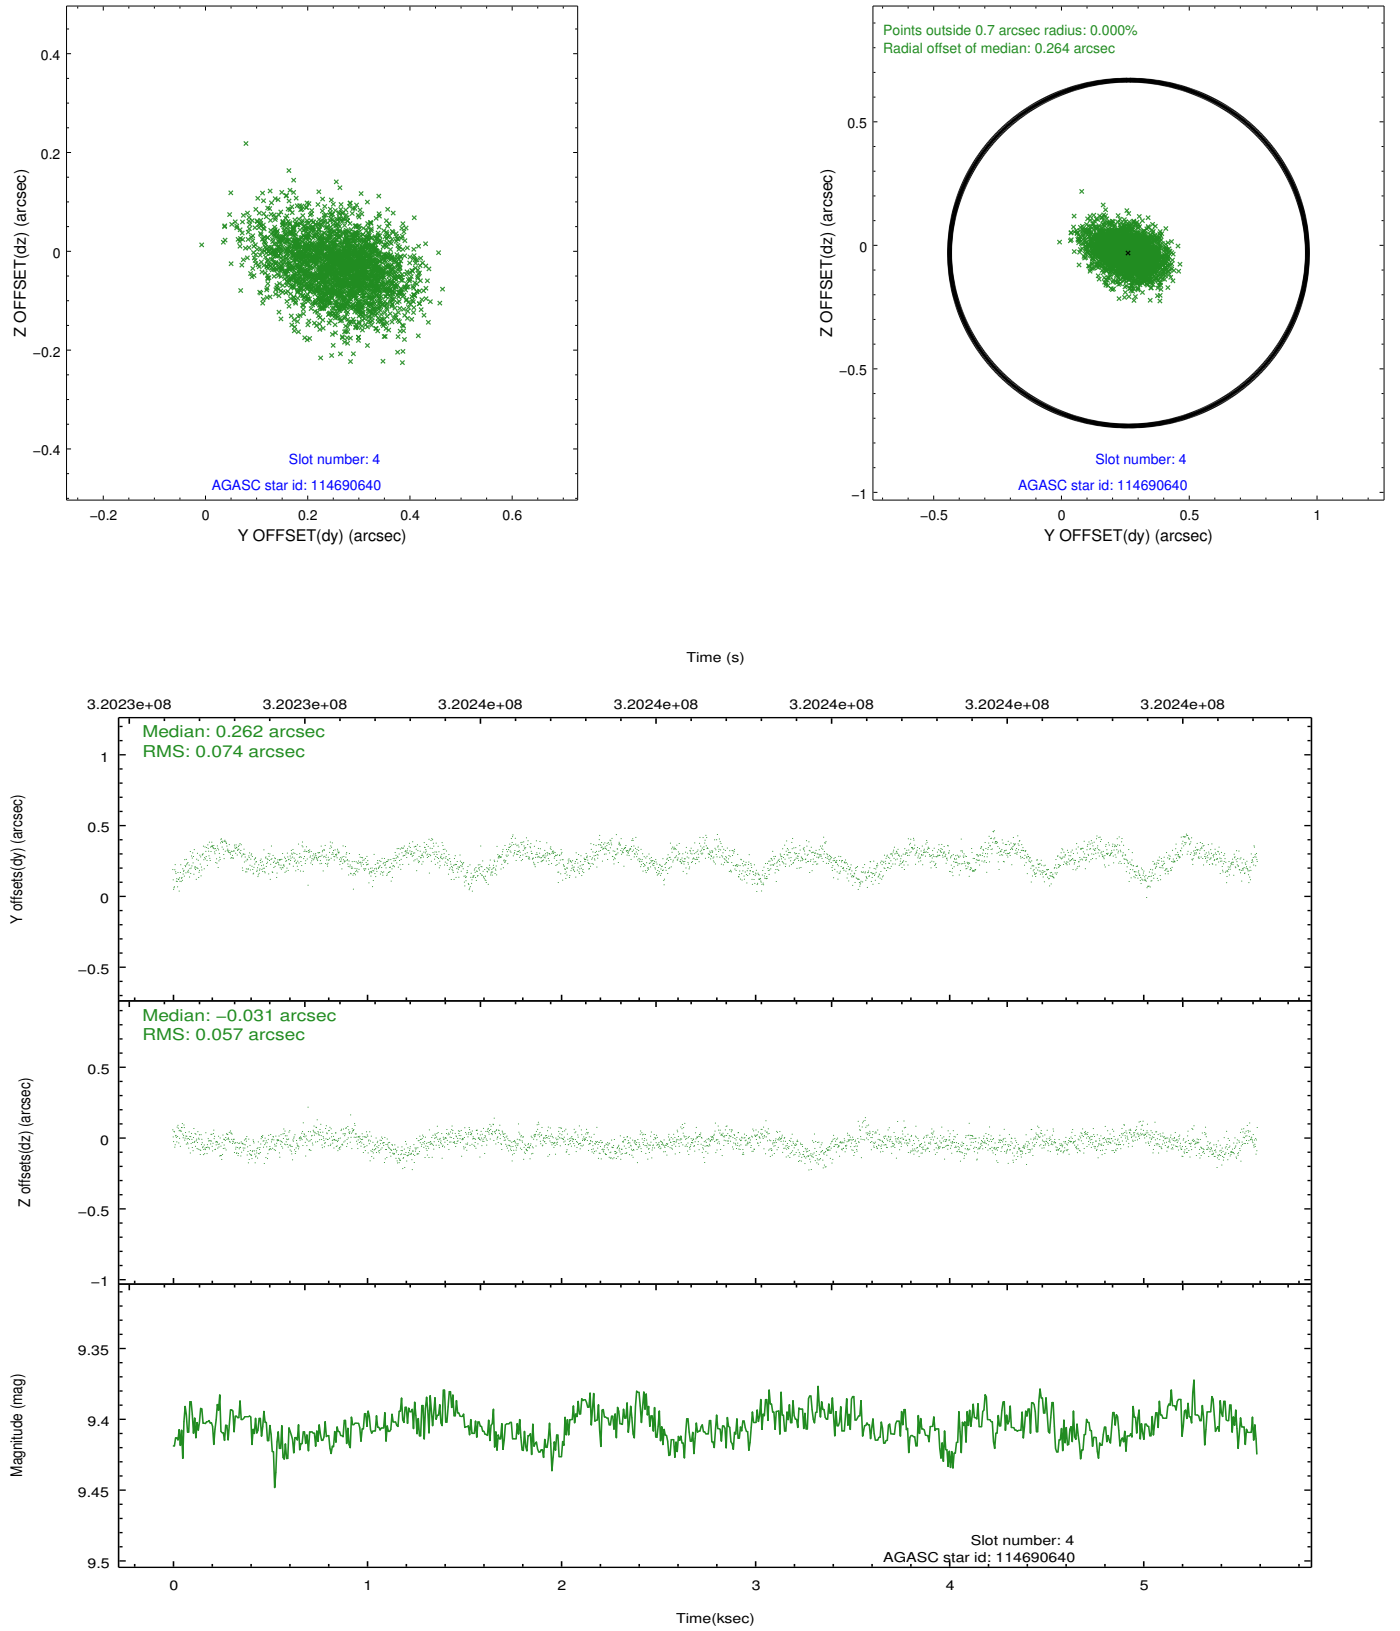 0.4
0.2
0
−0.2
−0.4
Z OFFSET(dz) (arcsec)
Slot number: 4
AGASC star id: 114690640
−0.2
0
0.2
0.4
0.6
Y OFFSET(dy) (arcsec)
Points outside 0.7 arcsec radius: 0.000%
Radial offset of median: 0.264 arcsec
0.5
0
−0.5
−1
Z OFFSET(dz) (arcsec)
Slot number: 4
AGASC star id: 114690640
−0.5
0
0.5
1
Y OFFSET(dy) (arcsec)
Time (s)
3.2023e+08
3.2023e+08
3.2024e+08
3.2024e+08
3.2024e+08
3.2024e+08
3.2024e+08
Median: 0.262 arcsec
RMS: 0.074 arcsec
1
0.5
0
−0.5
Y offsets(dy) (arcsec)
Median: −0.031 arcsec
RMS: 0.057 arcsec
0.5
0
−0.5
−1
Z offsets(dz) (arcsec)
9.35
9.4
9.45
9.5
Magnitude (mag)
Slot number: 4
AGASC star id: 114690640
0
1
2
3
4
5
Time(ksec)